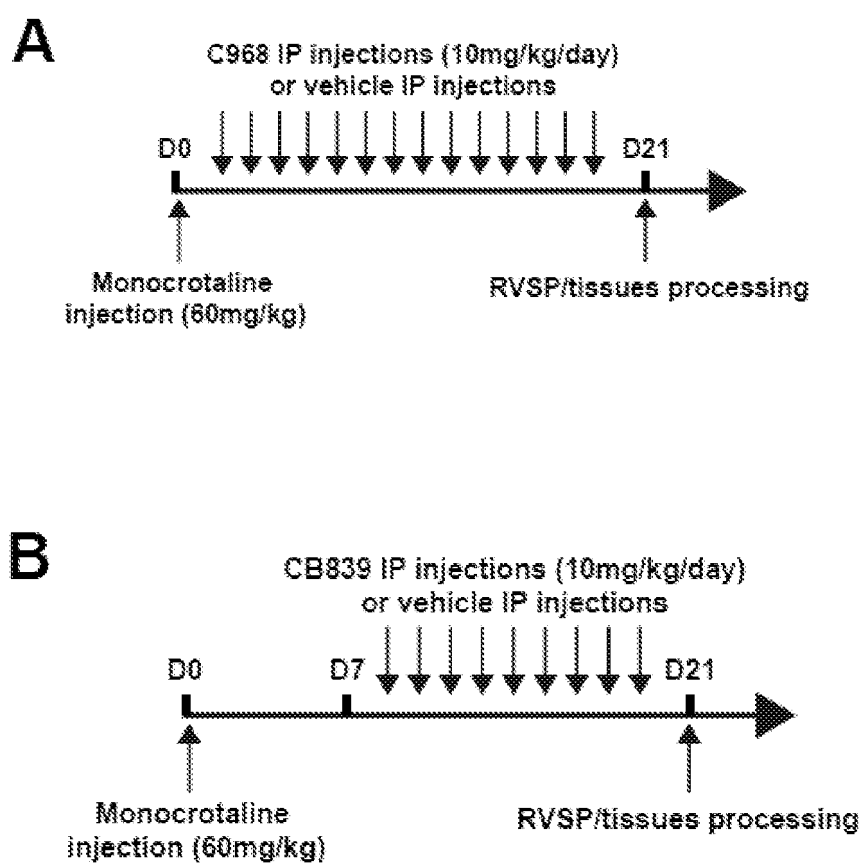 A
C968 IP injections (10mg/kg/day)
or vehicle IP injections
D0
D21
Monocrotaline
injection (60mg/kg)
RVSP/tissues processing
B
CB839 IP injections (10mg/kg/day)
or vehicle IP injections
D0
D7
D21
Monocrotaline
injection (60mg/kg)
RVSP/tissues processing